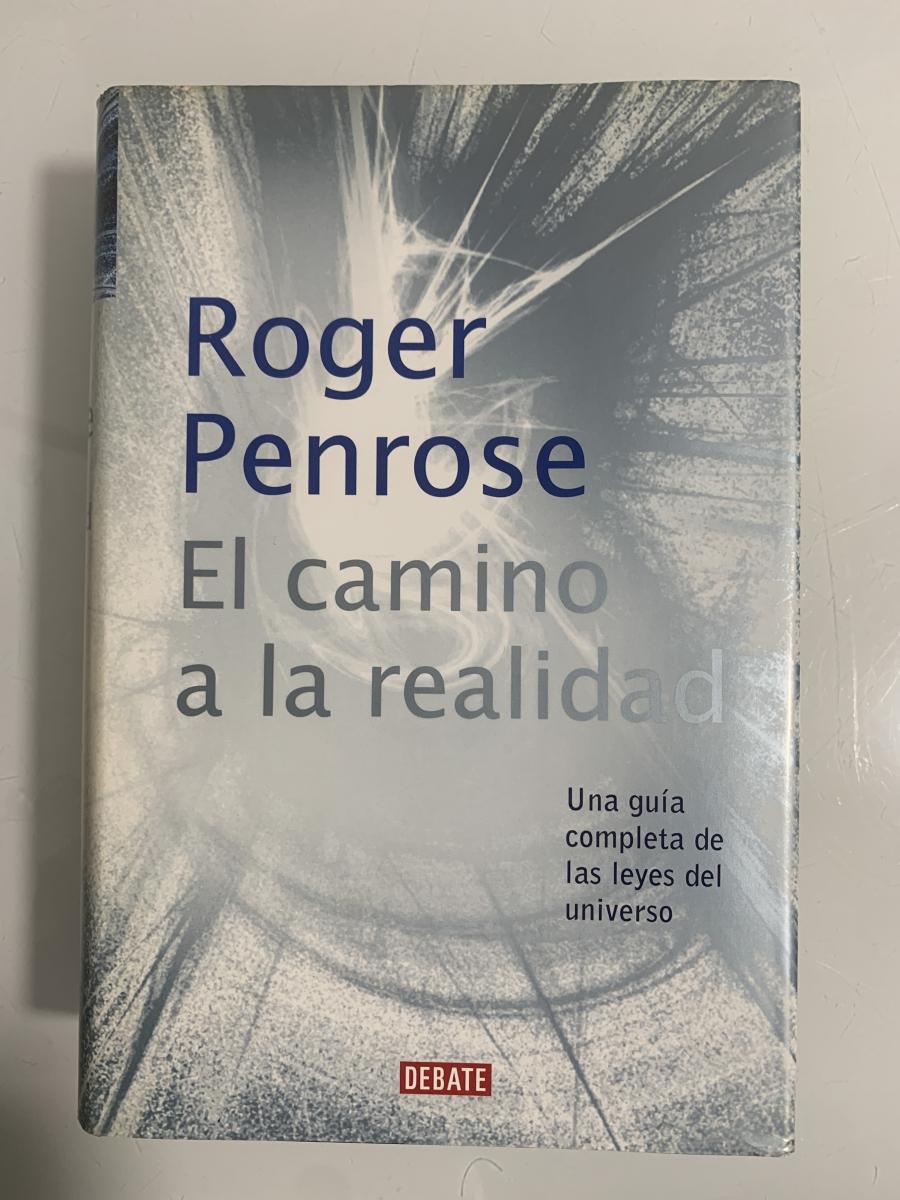 Roger
Penrose
El camino
a la realidad
Una guía
completa de
las leyes del
universo
DEBATE